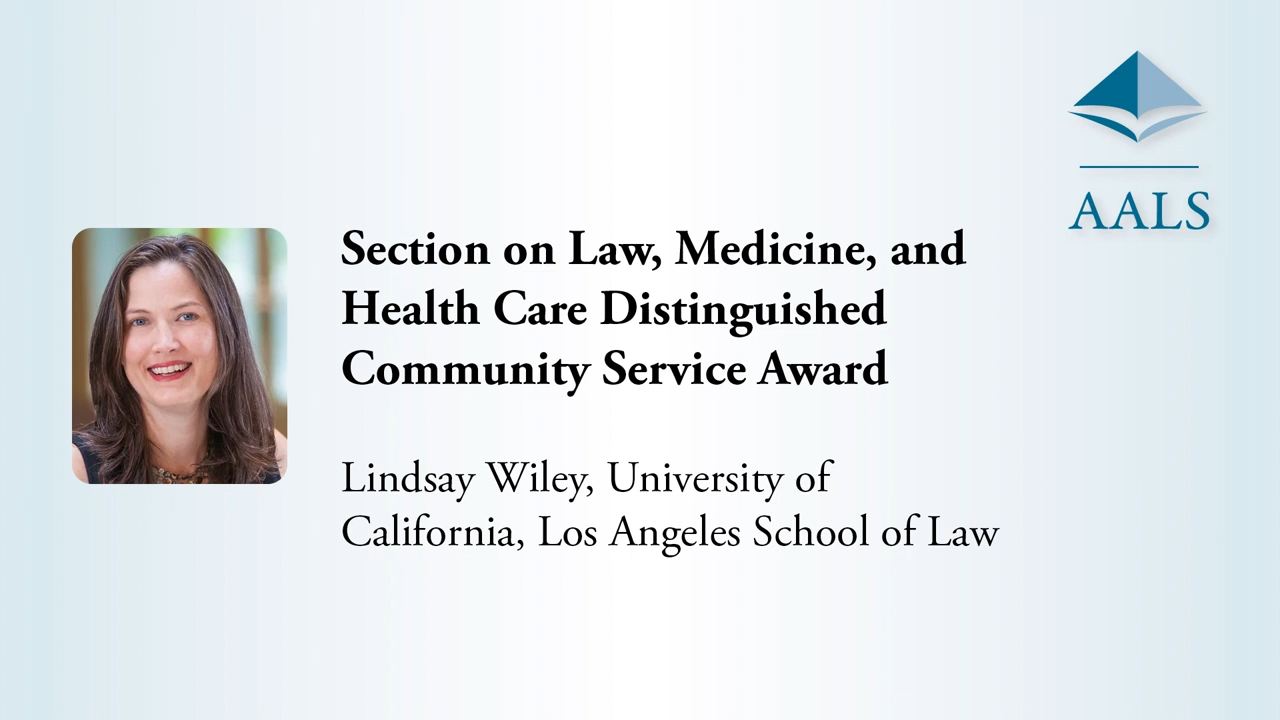 AALS
Section on Law, Medicine, and
Health Care Distinguished
Community Service Award
Lindsay Wiley, University of
California, Los Angeles School of Law